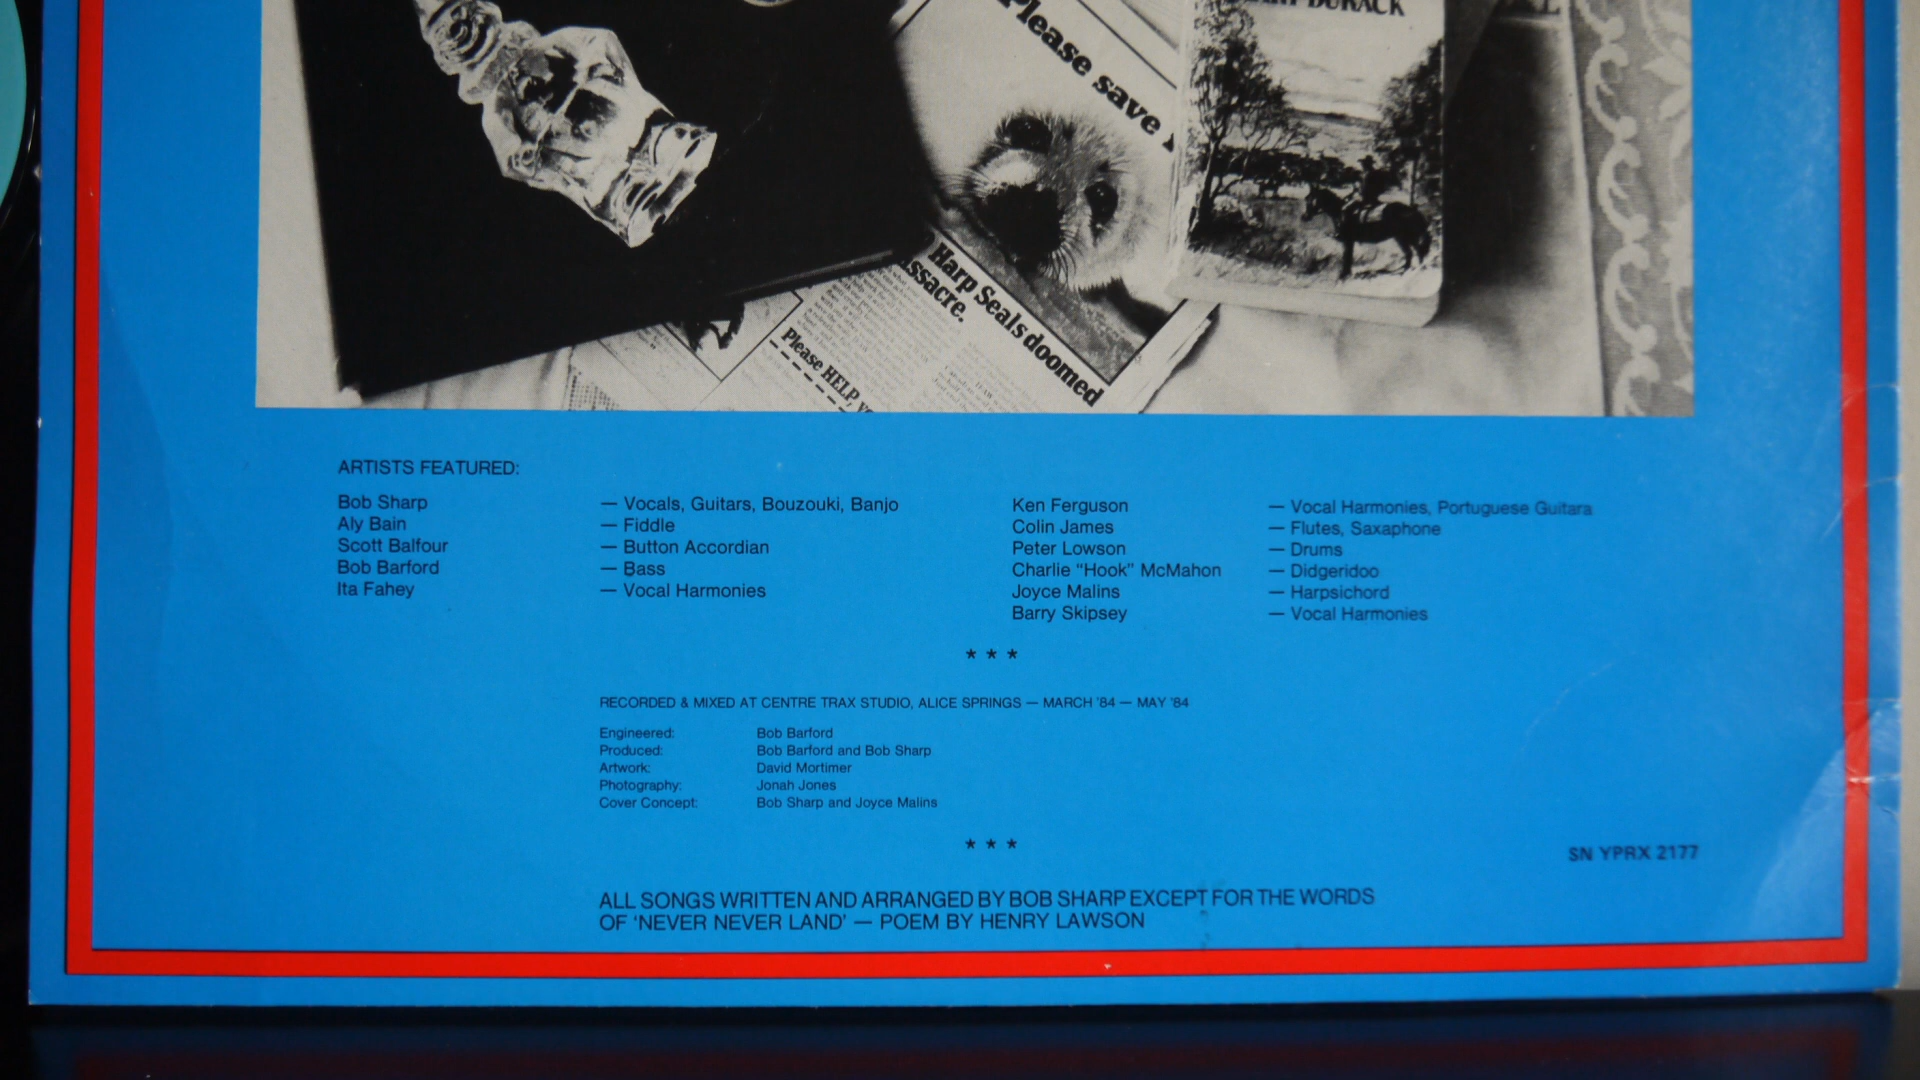 DURACK
Please save
Harp Seals doomed
ssacre.
Please HELP, y
ARTISTS FEATURED:
Bob Sharp — Vocals, Guitars, Bouzouki, Banjo
Aly Bain — Fiddle
Scott Balfour — Button Accordian
Bob Barford — Bass
Ita Fahey — Vocal Harmonies
Ken Ferguson — Vocal Harmonies, Portuguese Guitara
Colin James — Flutes, Saxaphone
Peter Lowson — Drums
Charlie “Hook” McMahon — Didgeridoo
Joyce Malins — Harpsichord
Barry Skipsey — Vocal Harmonies
* * *
RECORDED & MIXED AT CENTRE TRAX STUDIO, ALICE SPRINGS — MARCH ’84 — MAY ’84
Engineered: Bob Barford
Produced: Bob Barford and Bob Sharp
Artwork: David Mortimer
Photography: Jonah Jones
Cover Concept: Bob Sharp and Joyce Malins
* * *
SN YPRX 2177
ALL SONGS WRITTEN AND ARRANGED BY BOB SHARP EXCEPT FOR THE WORDS
OF ‘NEVER NEVER LAND’ — POEM BY HENRY LAWSON